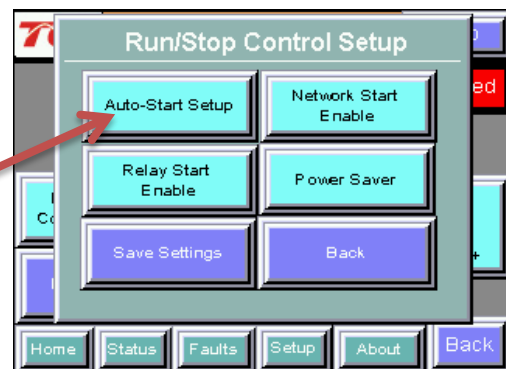 Run/Stop Control Setup
ed
Auto-Start Setup
Network Start
Enable
Relay Start
Enable
Power Saver
Save Settings
Back
Home
Status
Faults
Setup
About
Back